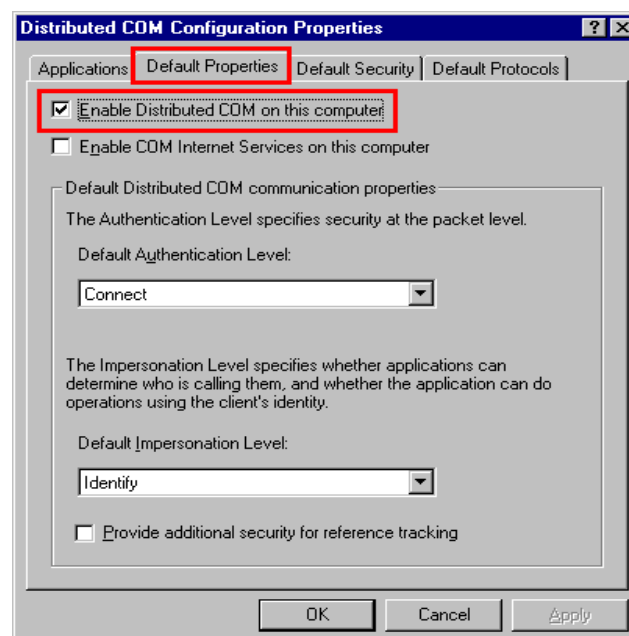 Distributed COM Configuration Properties
Applications Default Properties Default Security Default Protocols
Enable Distributed COM on this computer
Enable COM Internet Services on this computer
Default Distributed COM communication properties
The Authentication Level specifies security at the packet level.
Default Authentication Level:
Connect
The Impersonation Level specifies whether applications can
determine who is calling them, and whether the application can do
operations using the client's identity.
Default Impersonation Level:
Identify
Provide additional security for reference tracking
OK Cancel Apply